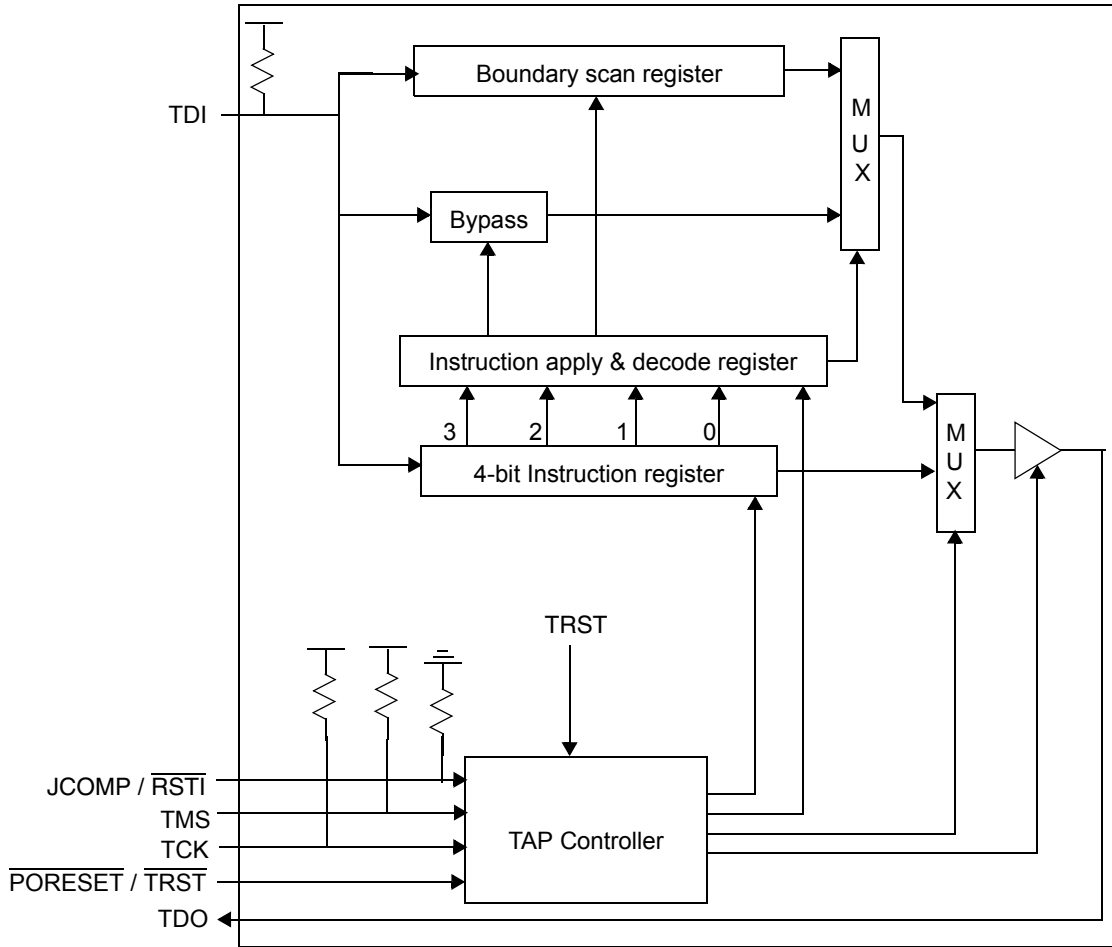 Boundary scan register
TDI
M
U
X
Bypass
Instruction apply & decode register
3 2 1 0
4-bit Instruction register
M
U
X
TRST
JCOMP / RSTI
TMS
TCK
PORESET / TRST
TDO
TAP Controller